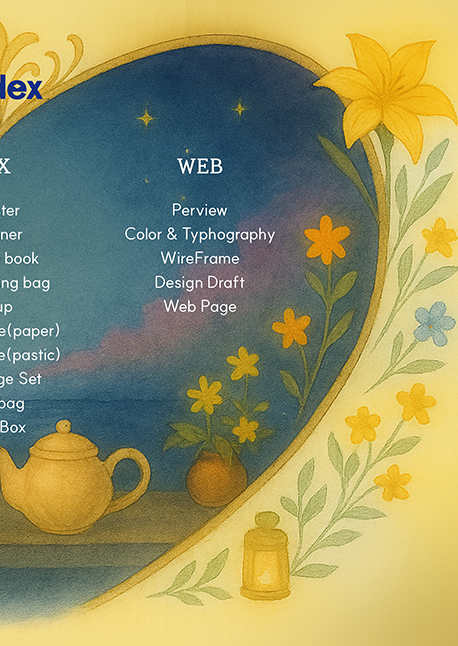 dex
X
ter
ner
book
ng bag
up
e(paper)
e(pastic)
ge Set
bag
Box
WEB
Perview
Color & Typhography
WireFrame
Design Draft
Web Page